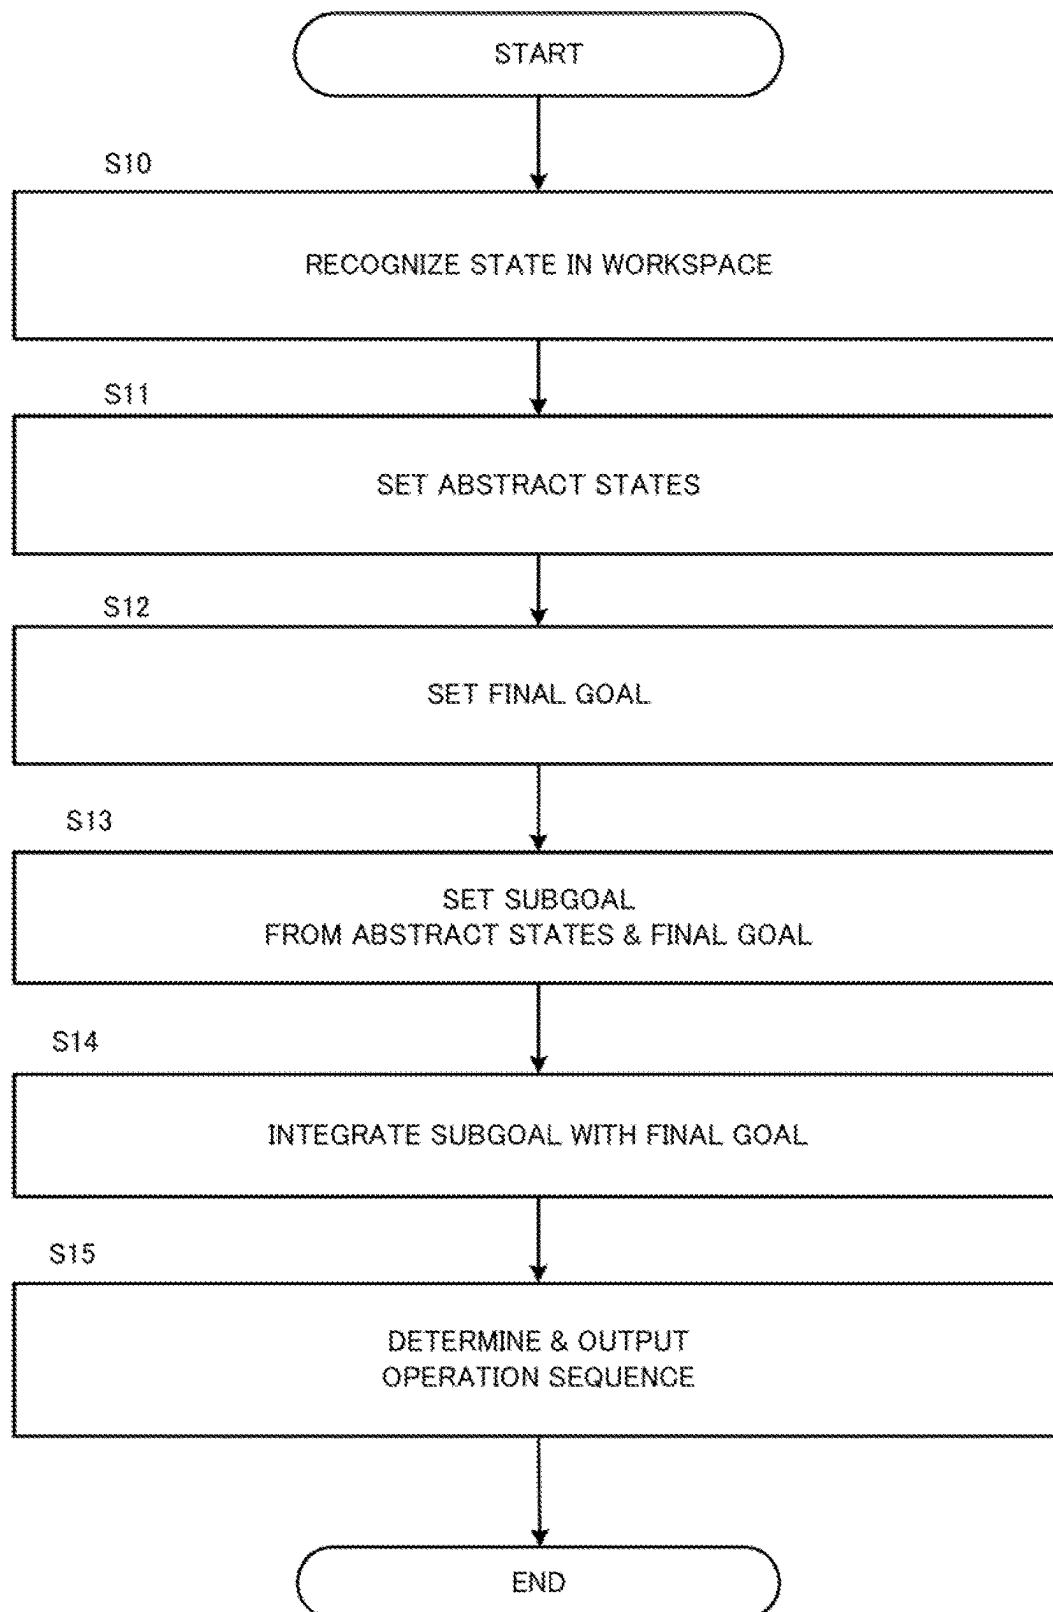 START
S10
RECOGNIZE STATE IN WORKSPACE
S11
SET ABSTRACT STATES
S12
SET FINAL GOAL
S13
SET SUBGOAL
FROM ABSTRACT STATES & FINAL GOAL
S14
INTEGRATE SUBGOAL WITH FINAL GOAL
S15
DETERMINE & OUTPUT
OPERATION SEQUENCE
END